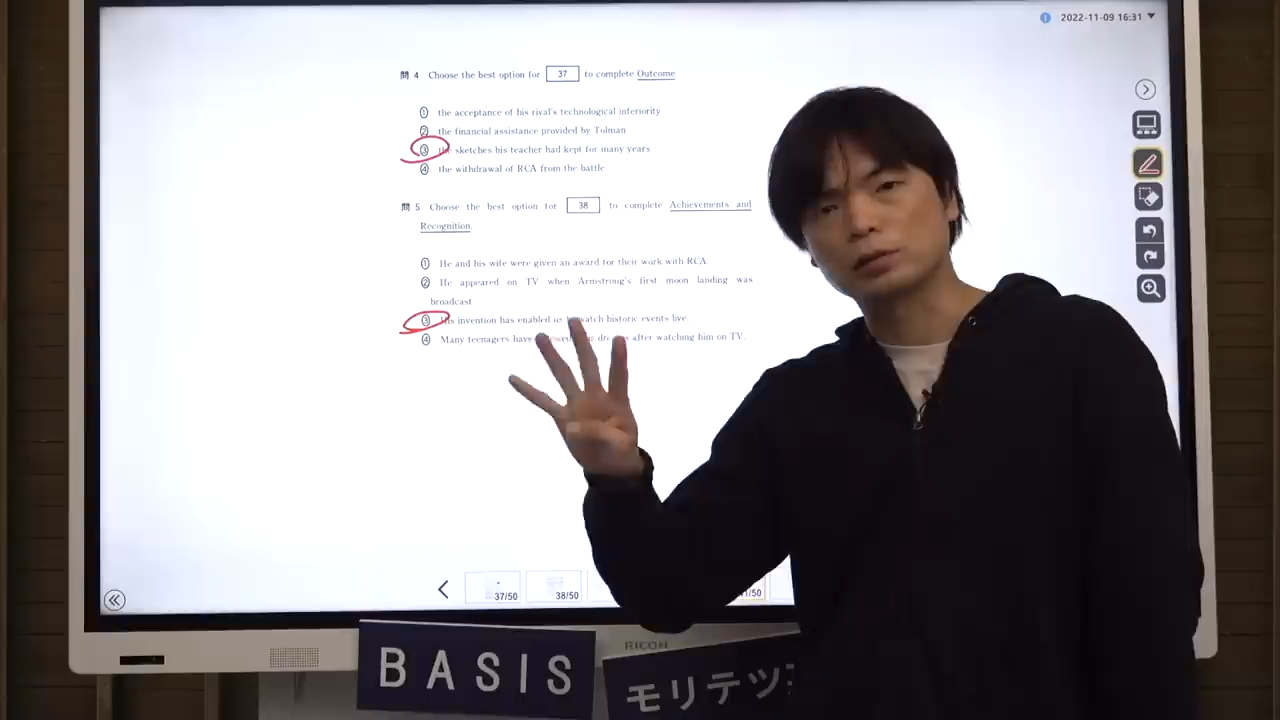 2022-11-09 16:31
問 4 Choose the best option for 37 to complete Outcome.
① the acceptance of his rival's technological inferiority
② the financial assistance provided by Tolman
③ the sketches his teacher had kept for many years
④ the withdrawal of RCA from the battle
問 5 Choose the best option for 38 to complete Achievements and
Recognition.
① He and his wife were given an award for their work with RCA.
② He appeared on TV when Armstrong's first moon landing was
broadcast.
③ His invention has enabled us to watch historic events live.
④ Many teenagers have after watching him on TV.
37/50
38/50
RICOH
BASIS
モリテツ